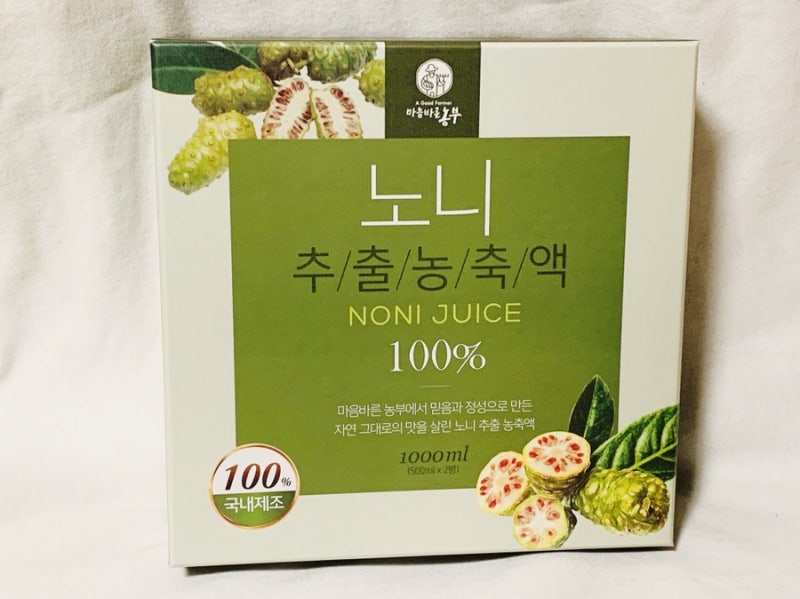 A Good Farmer
마음바른농부
노니
추/출/농/축/액
NONI JUICE
100%
마음바른 농부에서 믿음과 정성으로 만든
자연 그대로의 맛을 살린 노니 추출 농축액
1000ml
(500ml x 2병)
100%
국내제조